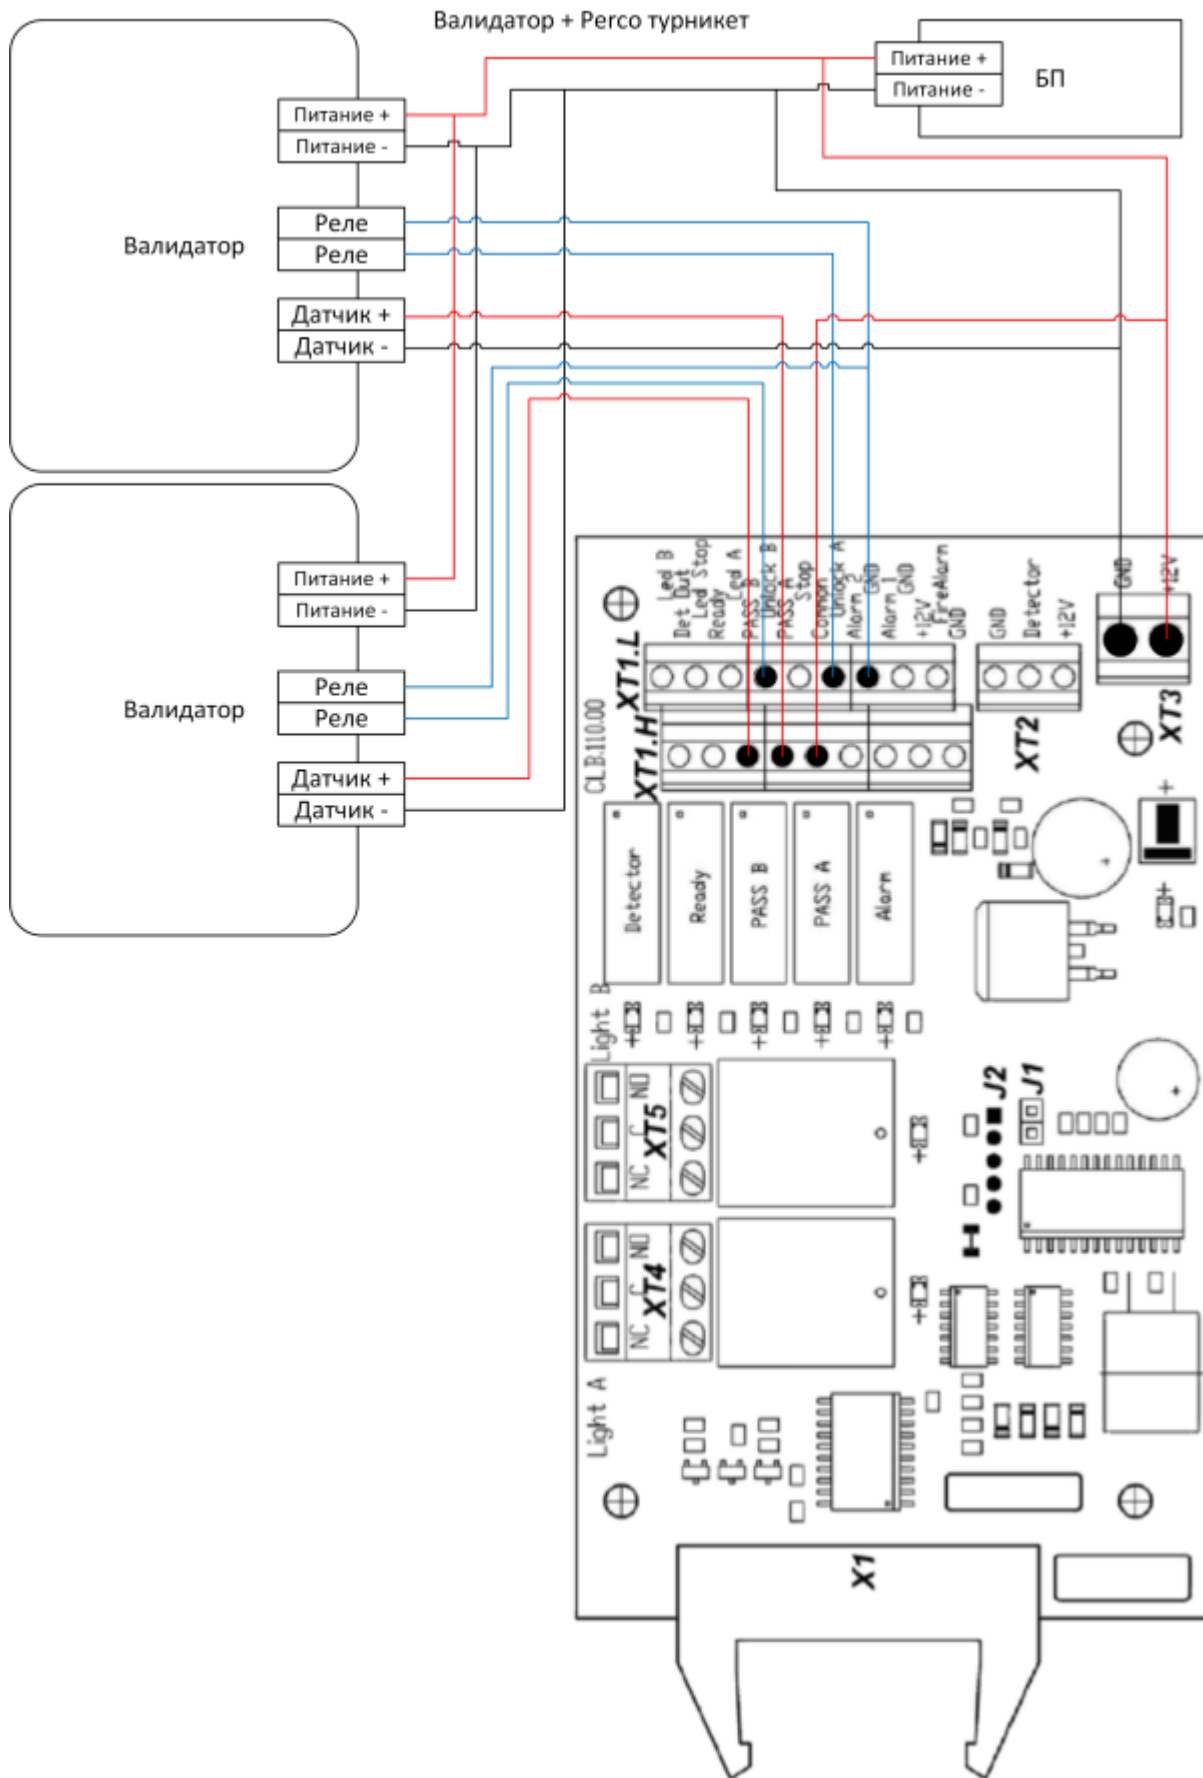 Валидатор + Perco турникет
Питание +
Питание -
БП
Питание +
Питание -
Реле
Реле
Валидатор
Датчик +
Датчик -
Питание +
Питание -
Реле
Реле
Валидатор
Датчик +
Датчик -
Led B
Det Out
Led Stop
Ready
Led A
PASS B
Unlock B
PASS A
Stop
Common
Unlock A
Alarm 2
GND
Alarm 1
GND
+12V
FireAlarm
GND
GND
Detector
+12V
GND
+12V
XT1.L
XT1.H
XT2
XT3
CLB.110.00
Detector
Ready
PASS B
PASS A
Alarm
+
+
+
+
Light B
+
+
+
+
+
NO
C
NC
XT5
+
J2
J1
NO
C
NC
XT4
+
Light A
X1